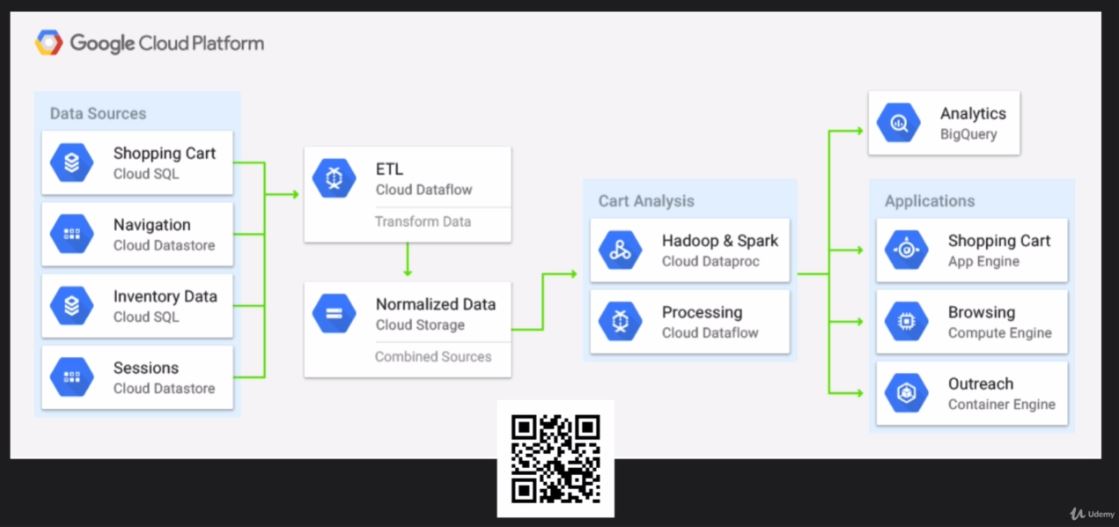 Google Cloud Platform
Data Sources
Shopping Cart
Cloud SQL
Navigation
Cloud Datastore
Inventory Data
Cloud SQL
Sessions
Cloud Datastore
ETL
Cloud Dataflow
Transform Data
Normalized Data
Cloud Storage
Combined Sources
Cart Analysis
Hadoop & Spark
Cloud Dataproc
Processing
Cloud Dataflow
Analytics
BigQuery
Applications
Shopping Cart
App Engine
Browsing
Compute Engine
Outreach
Container Engine
Udemy